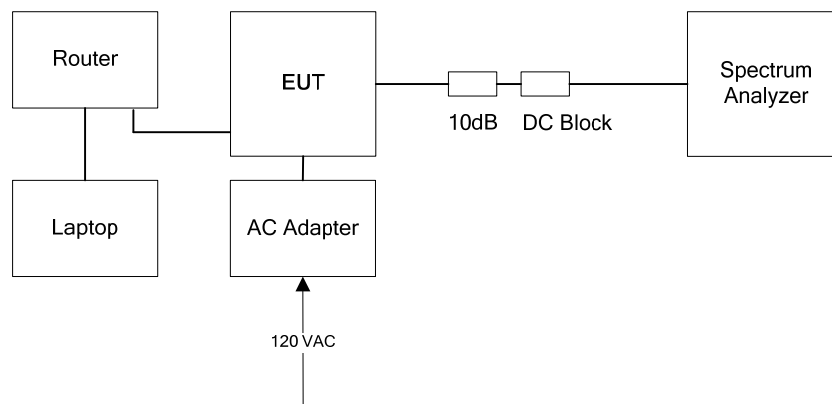 Router
EUT
Spectrum
Analyzer
10dB
DC Block
Laptop
AC Adapter
120 VAC